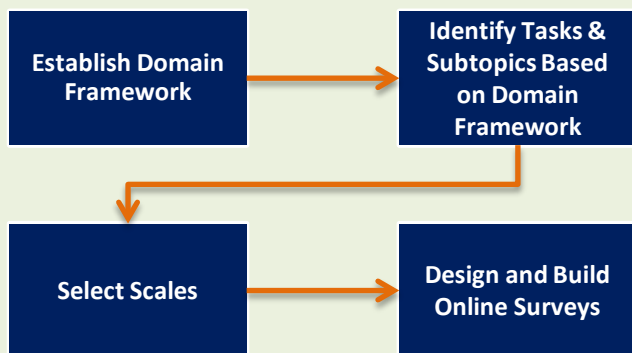 Establish Domain
Framework
Identify Tasks &
Subtopics Based
on Domain
Framework
Select Scales
Design and Build
Online Surveys